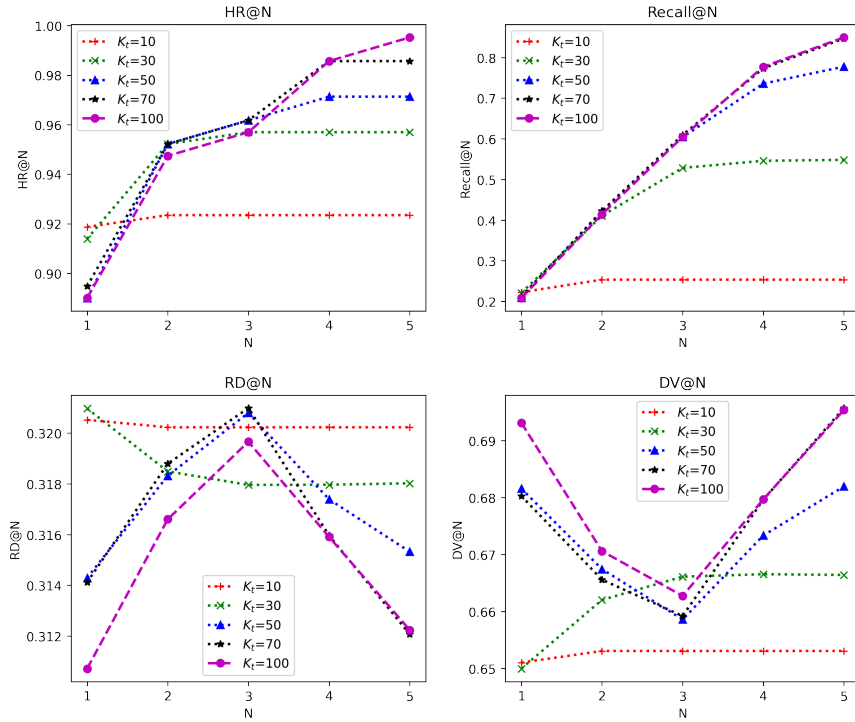 HR@N
HR@N
1.00
0.98
0.96
0.94
0.92
0.90
K_t=10
K_t=30
K_t=50
K_t=70
K_t=100
1 2 3 4 5
N
Recall@N
Recall@N
0.8
0.7
0.6
0.5
0.4
0.3
0.2
K_t=10
K_t=30
K_t=50
K_t=70
K_t=100
1 2 3 4 5
N
RD@N
RD@N
0.320
0.318
0.316
0.314
0.312
K_t=10
K_t=30
K_t=50
K_t=70
K_t=100
1 2 3 4 5
N
DV@N
DV@N
0.69
0.68
0.67
0.66
0.65
K_t=10
K_t=30
K_t=50
K_t=70
K_t=100
1 2 3 4 5
N